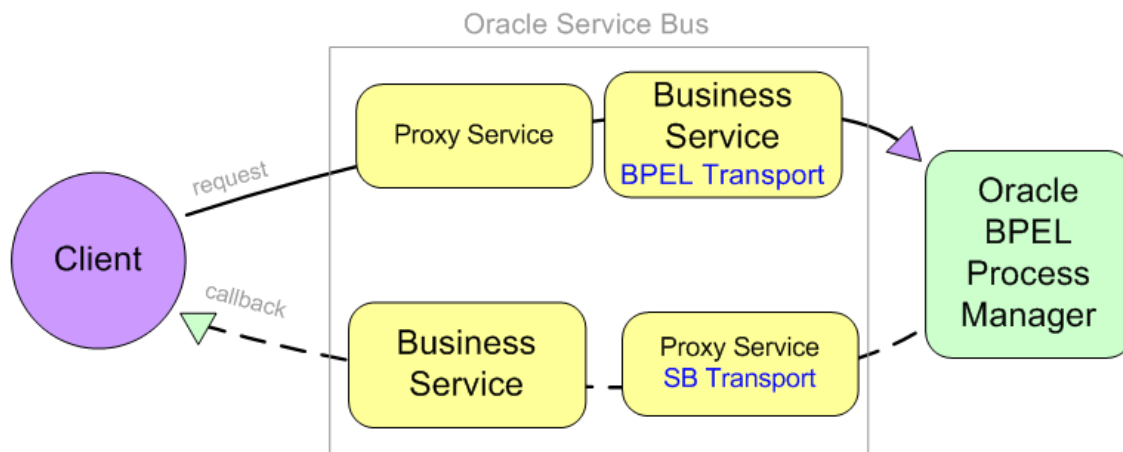 Oracle Service Bus
Proxy Service
Business
Service
BPEL Transport
request
Client
Oracle
BPEL
Process
Manager
callback
Business
Service
Proxy Service
SB Transport